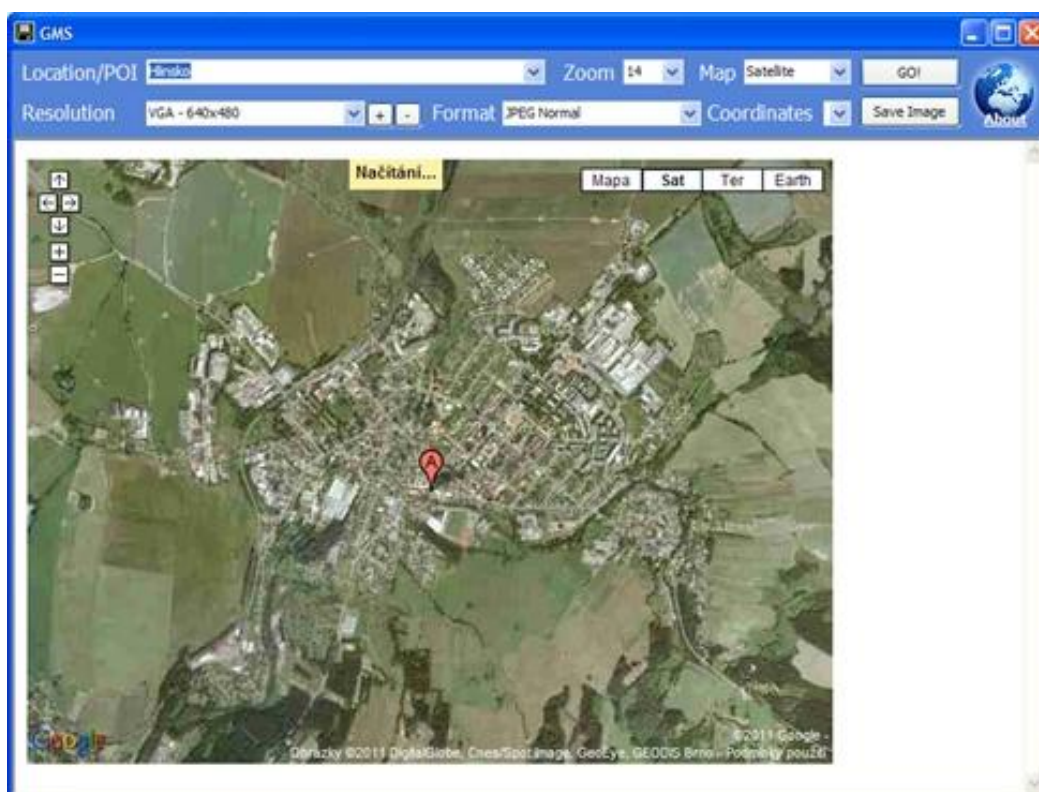 GMS
Location/POI Hlinsko Zoom 14 Map Satellite GO!
Resolution VGA - 640x480 + - Format JPEG Normal Coordinates Save Image About
Načítání...
Mapa Sat Ter Earth
A
Google
©2011 Google -
Obrázky ©2011 DigitalGlobe, Cnes/Spot Image, GeoEye, GEODIS Brno - Podmínky použití